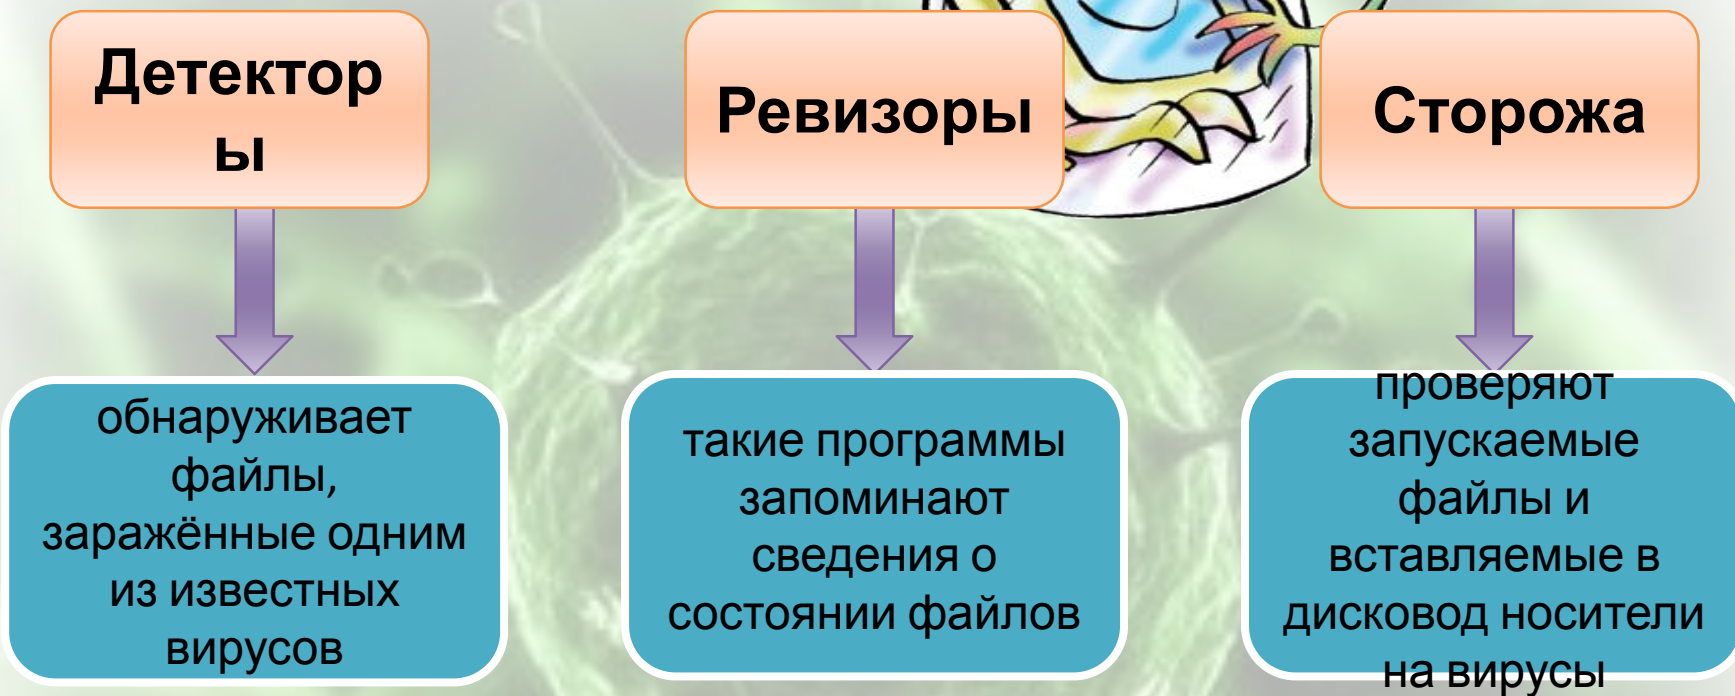 Детектор
ы
Ревизоры
Сторожа
обнаруживает
файлы,
заражённые одним
из известных
вирусов
такие программы
запоминают
сведения о
состоянии файлов
проверяют
запускаемые
файлы и
вставляемые в
дисковод носители
на вирусы